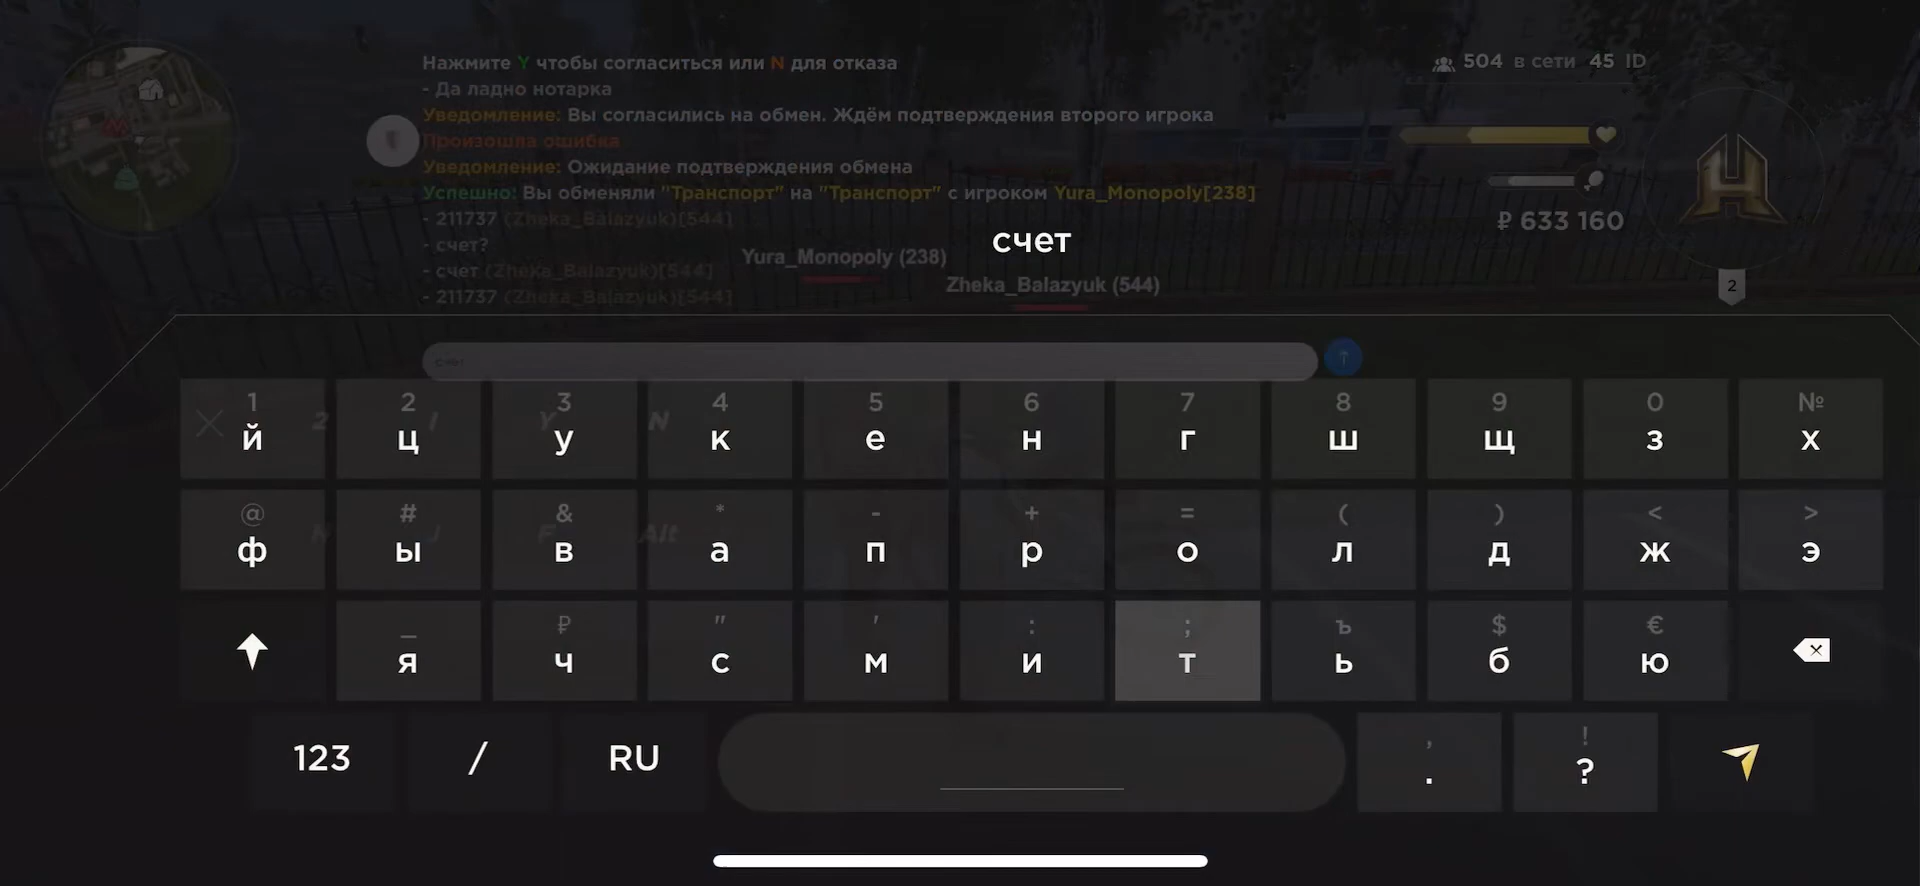 Нажмите Y чтобы согласиться или N для отказа
- Да ладно нотарка
Уведомление: Вы согласились на обмен. Ждём подтверждения второго игрока
Произошла ошибка
Уведомление: Ожидание подтверждения обмена
Успешно: Вы обменяли "Транспорт" на "Транспорт" с игроком Yura_Monopoly[238]
- 211737 (Zheka_Balazyuk)[544]
- счет?
- счет (Zheka_Balazyuk)[544]
- 211737 (Zheka_Balazyuk)[544]
504 в сети 45 ID
₽ 633 160
2
счет
Yura_Monopoly (238)
Zheka_Balazyuk (544)
счет
1 2 3 4 5 6 7 8 9 0 №
й ц у к е н г ш щ з х
2 I Y N
@ # & * - + = ( ) < >
ф ы в а п р о л д ж э
H J F Alt
_ ₽ " ' : ; ъ $ €
я ч с м и т ь б ю
123 / RU , . ! ?